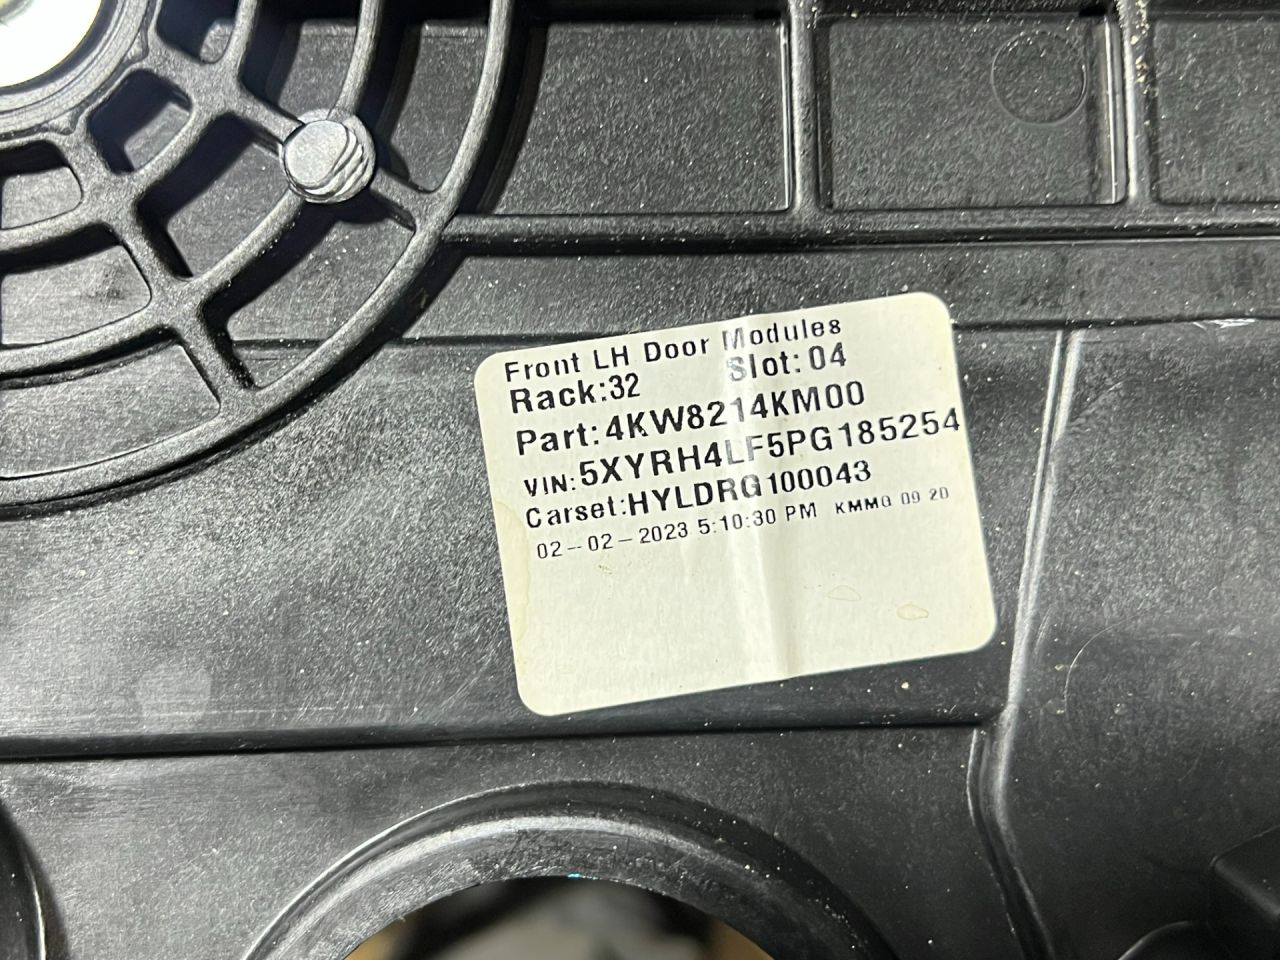 Front LH Door Modules
Rack:32 Slot:04
Part:4KW8214KM00
VIN:5XYRH4LF5PG185254
Carset:HYLDRG100043
02-02-2023 5:10:30 PM KMMG 09 20